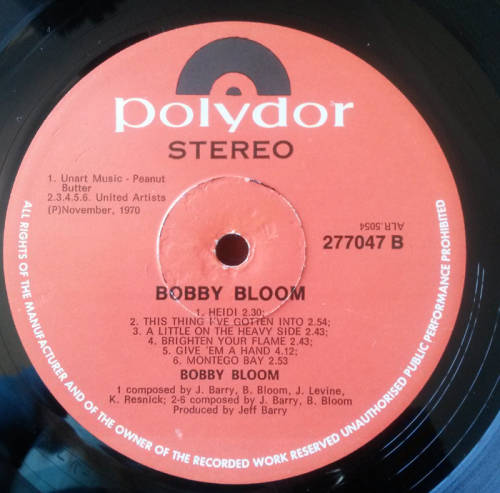 polydor
STEREO
1. Unart Music - Peanut
Butter
2.3.4.5.6. United Artists
(P)November, 1970
ALR.5054
277047 B
BOBBY BLOOM
1. HEIDI 2.30;
2. THIS THING I'VE GOTTEN INTO 2.54;
3. A LITTLE ON THE HEAVY SIDE 2.43;
4. BRIGHTEN YOUR FLAME 2.43;
5. GIVE 'EM A HAND 4.12;
6. MONTEGO BAY 2.53
BOBBY BLOOM
1 composed by J. Barry, B. Bloom, J. Levine,
K. Resnick; 2-6 composed by J. Barry, B. Bloom
Produced by Jeff Barry
ALL RIGHTS OF THE MANUFACTURER AND OF THE OWNER OF THE RECORDED WORK RESERVED UNAUTHORISED PUBLIC PERFORMANCE PROHIBITED